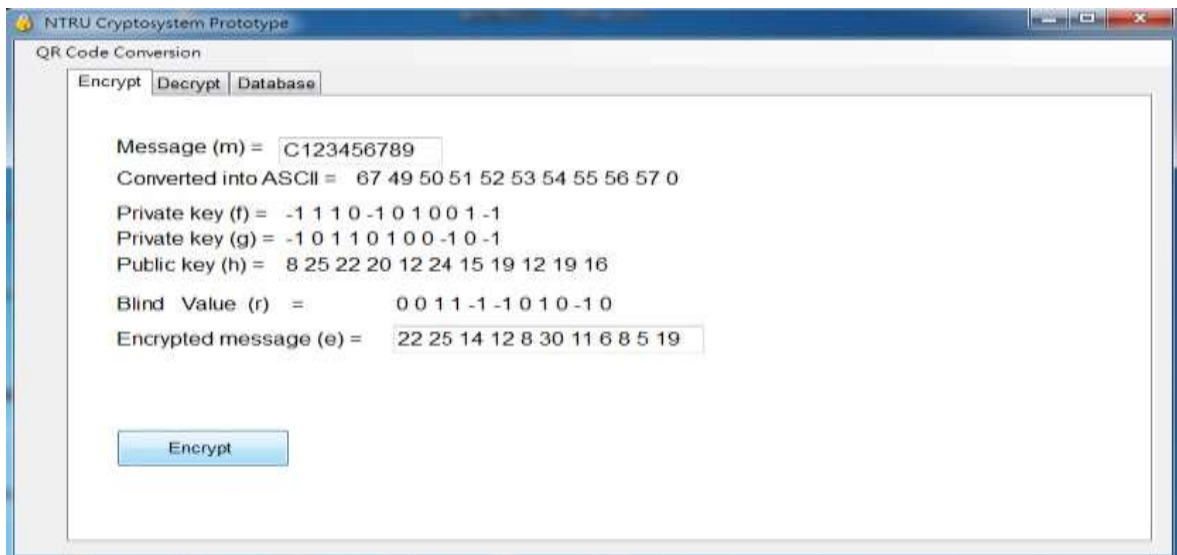 NTRU Cryptosystem Prototype
QR Code Conversion
Encrypt Decrypt Database
Message (m) = C123456789
Converted into ASCII = 67 49 50 51 52 53 54 55 56 57 0
Private key (f) = -1 1 1 0 -1 0 1 0 0 1 -1
Private key (g) = -1 0 1 1 0 1 0 0 -1 0 -1
Public key (h) = 8 25 22 20 12 24 15 19 12 19 16
Blind Value (r) = 0 0 1 1 -1 -1 0 1 0 -1 0
Encrypted message (e) = 22 25 14 12 8 30 11 6 8 5 19
Encrypt